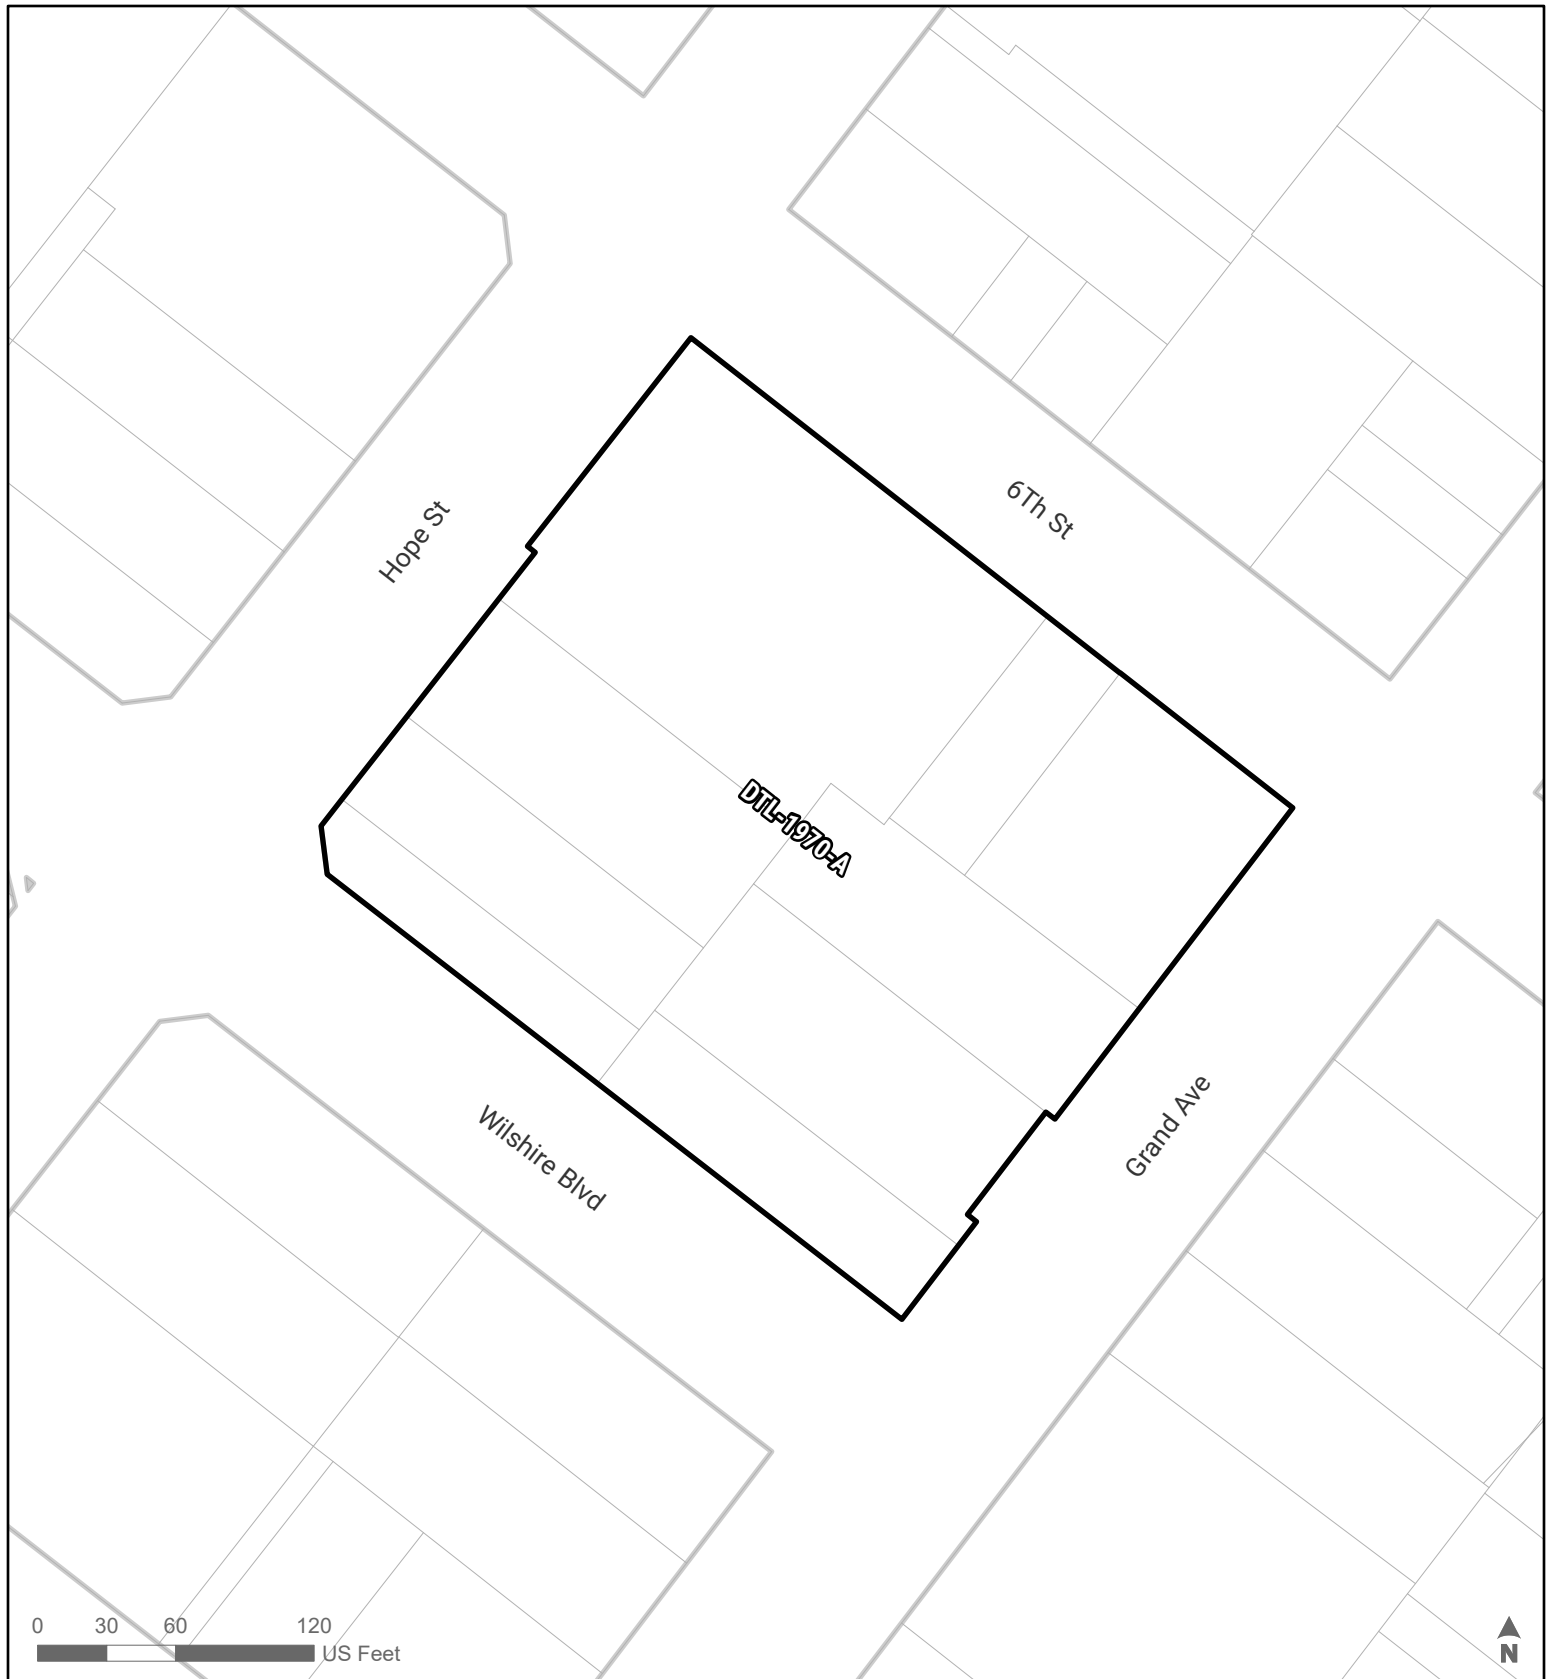 6Th St
Hope St
DTL-1970-A
Grand Ave
Wilshire Blvd
0 30 60 120
US Feet
N